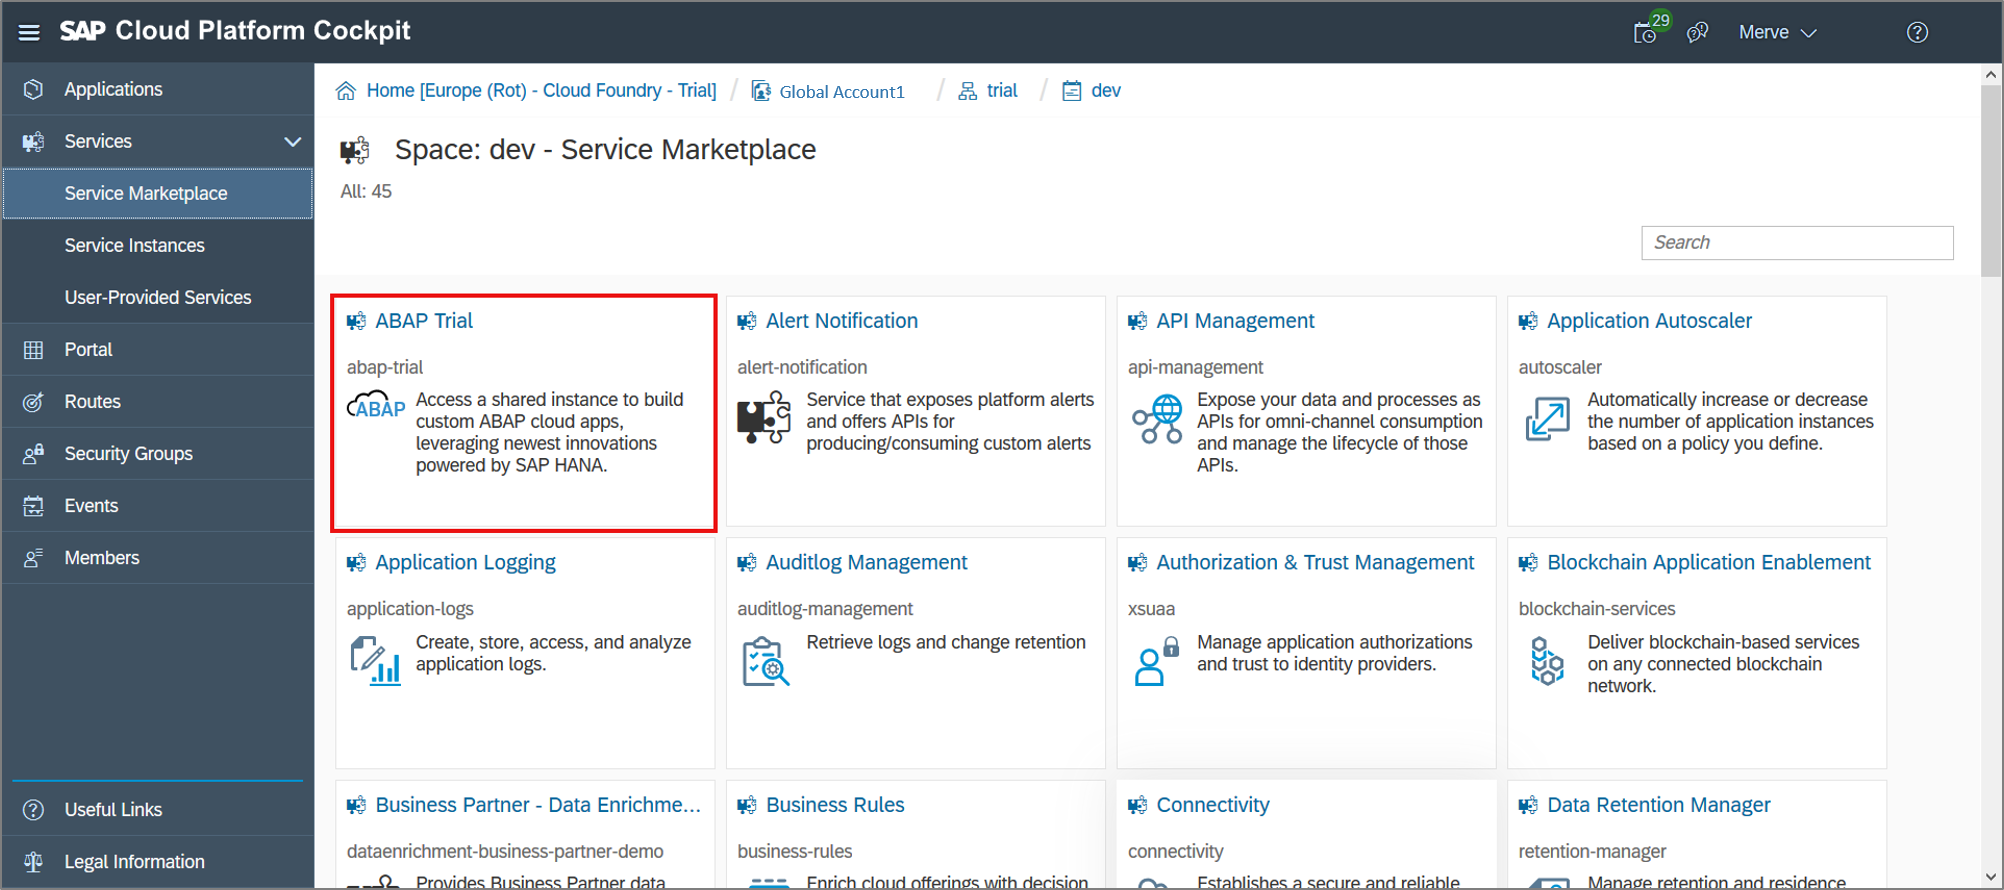 SAP Cloud Platform Cockpit
29
Merve
Applications
Services
Service Marketplace
Service Instances
User-Provided Services
Portal
Routes
Security Groups
Events
Members
Useful Links
Legal Information
Home [Europe (Rot) - Cloud Foundry - Trial] / Global Account1 / trial / dev
Space: dev - Service Marketplace
All: 45
Search
ABAP Trial
abap-trial
ABAP
Access a shared instance to build
custom ABAP cloud apps,
leveraging newest innovations
powered by SAP HANA.
Alert Notification
alert-notification
Service that exposes platform alerts
and offers APIs for
producing/consuming custom alerts
API Management
api-management
Expose your data and processes as
APIs for omni-channel consumption
and manage the lifecycle of those
APIs.
Application Autoscaler
autoscaler
Automatically increase or decrease
the number of application instances
based on a policy you define.
Application Logging
application-logs
Create, store, access, and analyze
application logs.
Auditlog Management
auditlog-management
Retrieve logs and change retention
Authorization & Trust Management
xsuaa
Manage application authorizations
and trust to identity providers.
Blockchain Application Enablement
blockchain-services
Deliver blockchain-based services
on any connected blockchain
network.
Business Partner - Data Enrichme...
dataenrichment-business-partner-demo
Provides Business Partner data
Business Rules
business-rules
Enrich cloud offerings with decision
Connectivity
connectivity
Establishes a secure and reliable
Data Retention Manager
retention-manager
Manage retention and residence